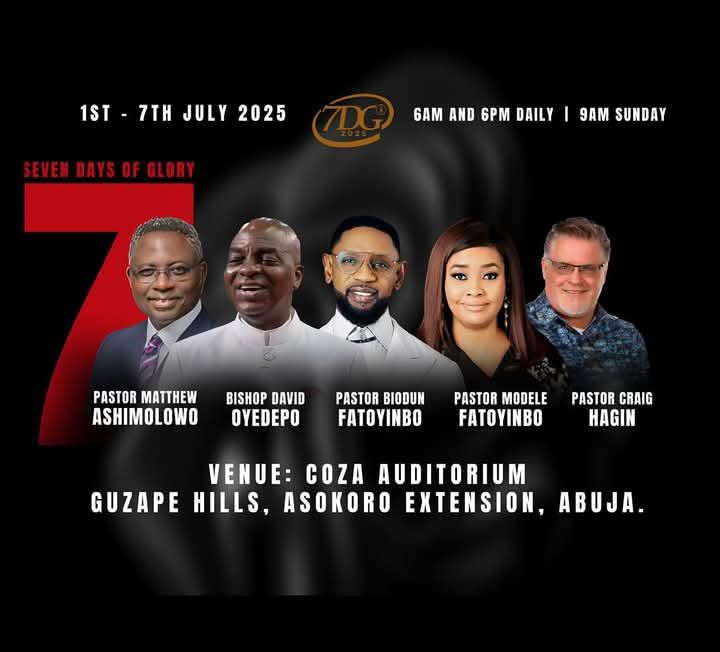 1ST - 7TH JULY 2025
7DG
2025
6AM AND 6PM DAILY | 9AM SUNDAY
SEVEN DAYS OF GLORY
7
PASTOR MATTHEW
ASHIMOLOWO
BISHOP DAVID
OYEDEPO
PASTOR BIODUN
FATOYINBO
PASTOR MODELE
FATOYINBO
PASTOR CRAIG
HAGIN
VENUE: COZA AUDITORIUM
GUZAPE HILLS, ASOKORO EXTENSION, ABUJA.